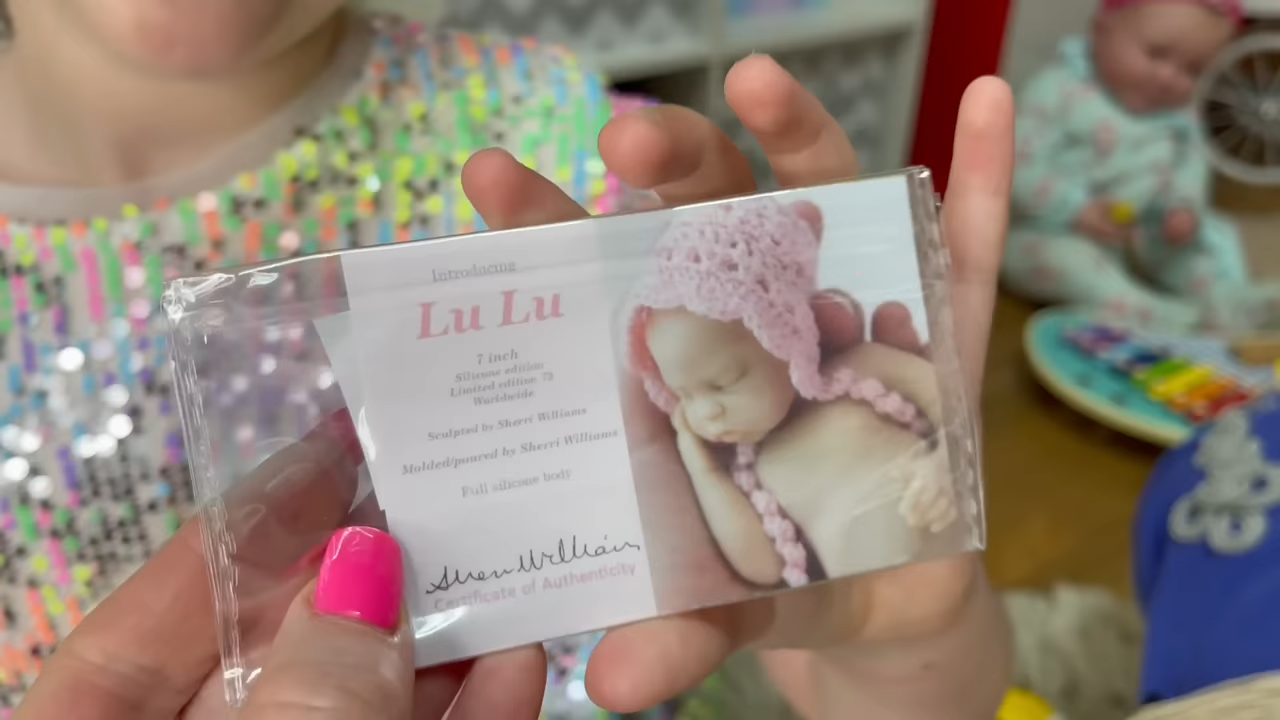 Introducing
Lu Lu
7 inch
Silicone edition
Limited edition 75
Worldwide
Sculpted by Sherri Williams
Molded/poured by Sherri Williams
Full silicone body
Certificate of Authenticity